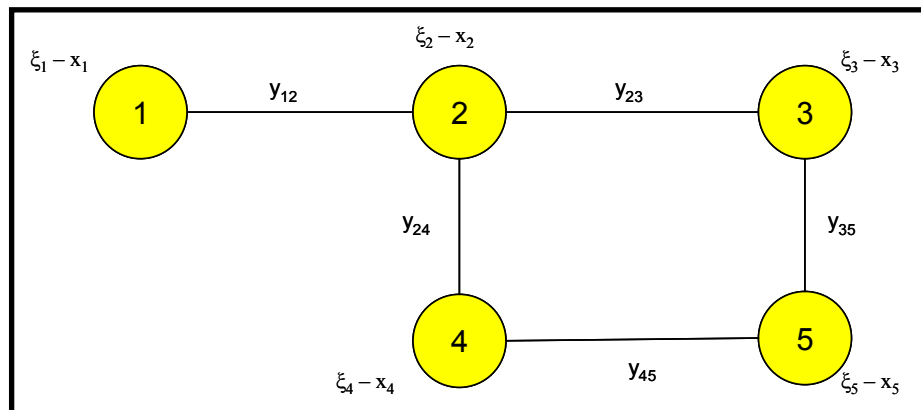 ξ₂ – x₂
ξ₁ – x₁
ξ₃ – x₃
y₁₂
y₂₃
1
2
3
y₂₄
y₃₅
4
5
y₄₅
ξ₄ – x₄
ξ₅ – x₅